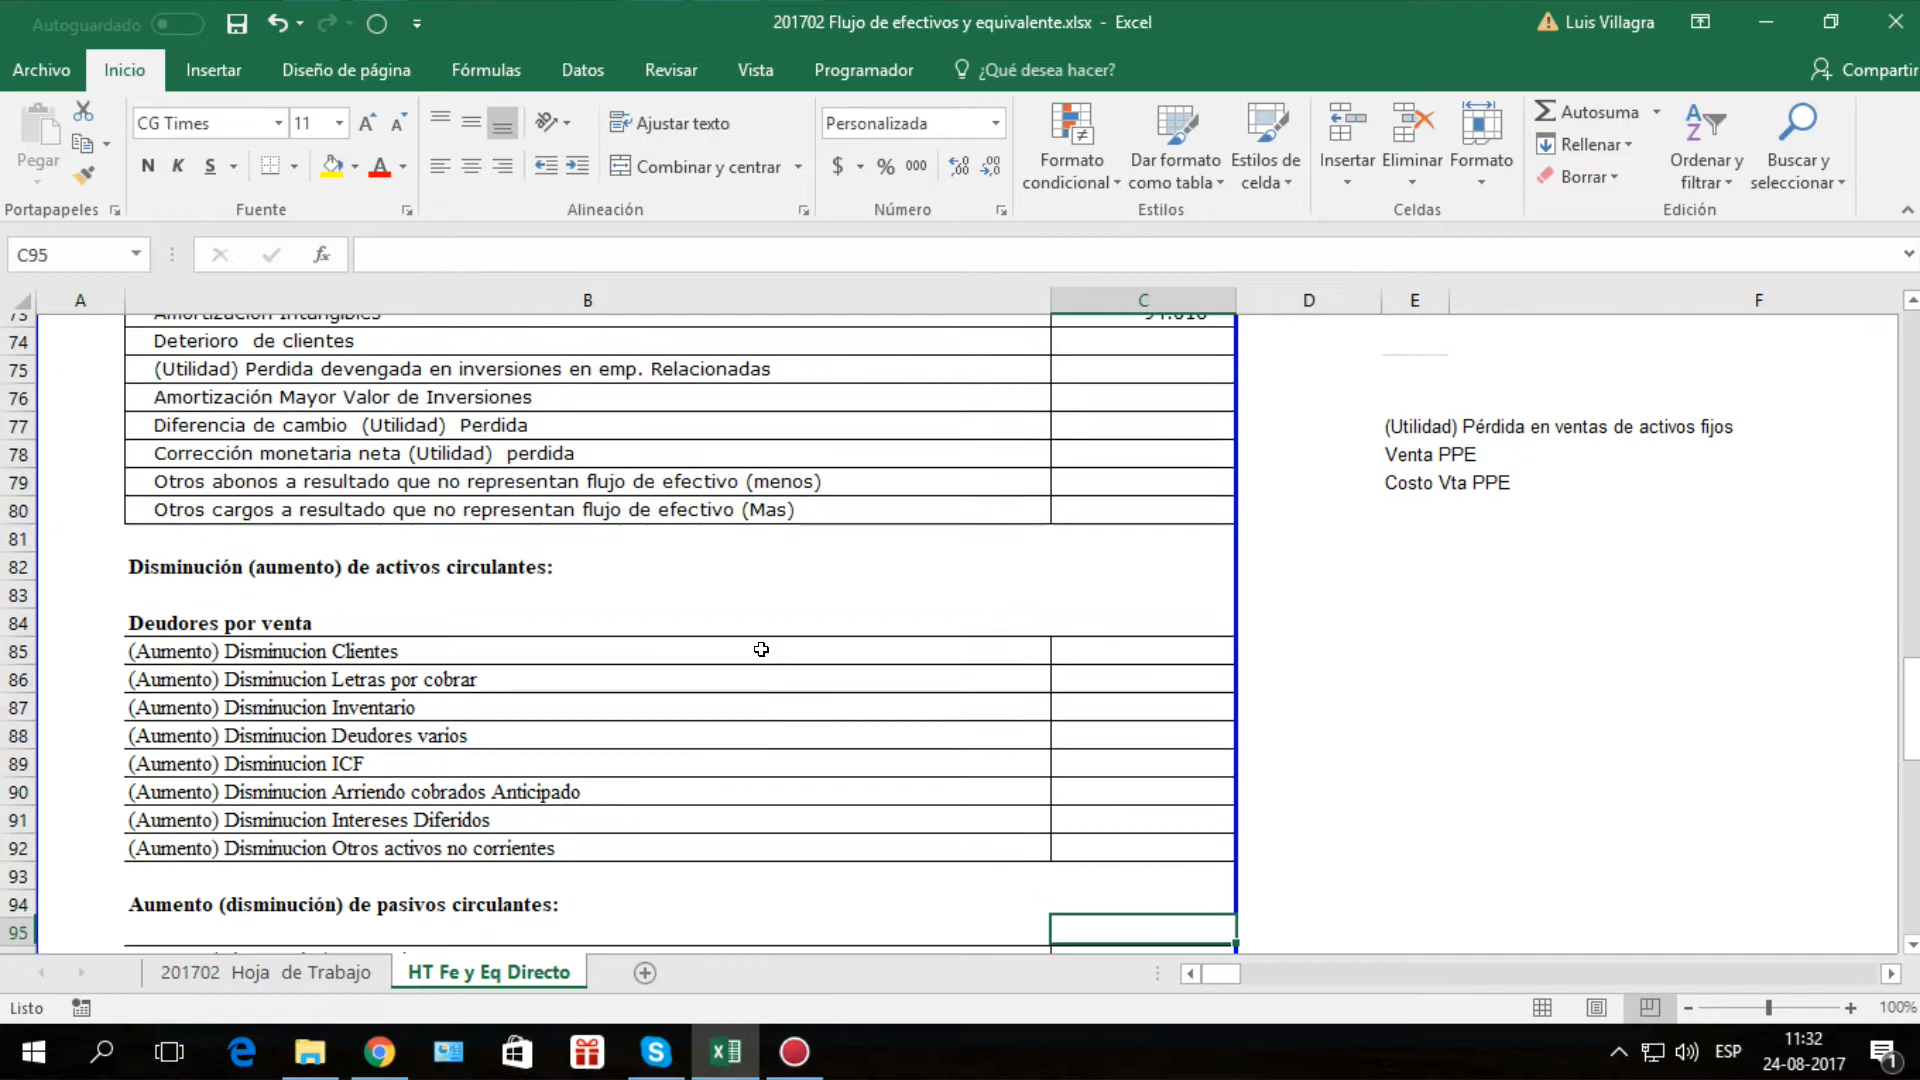 Autoguardado
201702 Flujo de efectivos y equivalente.xlsx - Excel
Luis Villagra
Archivo Inicio Insertar Diseño de página Fórmulas Datos Revisar Vista Programador ¿Qué desea hacer? Compartir
Pegar
Portapapeles
CG Times 11
N K S
Fuente
Ajustar texto
Combinar y centrar
Alineación
Personalizada
$ % 000
Número
Formato condicional
Dar formato como tabla
Estilos de celda
Estilos
Insertar Eliminar Formato
Celdas
Autosuma
Rellenar
Borrar
Ordenar y filtrar
Buscar y seleccionar
Edición
C95 fx
A B C D E F
73 Amortización Intangibles 94.616
74 Deterioro de clientes
75 (Utilidad) Perdida devengada en inversiones en emp. Relacionadas
76 Amortización Mayor Valor de Inversiones
77 Diferencia de cambio (Utilidad) Perdida (Utilidad) Pérdida en ventas de activos fijos
78 Corrección monetaria neta (Utilidad) perdida Venta PPE
79 Otros abonos a resultado que no representan flujo de efectivo (menos) Costo Vta PPE
80 Otros cargos a resultado que no representan flujo de efectivo (Mas)
81
82 Disminución (aumento) de activos circulantes:
83
84 Deudores por venta
85 (Aumento) Disminucion Clientes
86 (Aumento) Disminucion Letras por cobrar
87 (Aumento) Disminucion Inventario
88 (Aumento) Disminucion Deudores varios
89 (Aumento) Disminucion ICF
90 (Aumento) Disminucion Arriendo cobrados Anticipado
91 (Aumento) Disminucion Intereses Diferidos
92 (Aumento) Disminucion Otros activos no corrientes
93
94 Aumento (disminución) de pasivos circulantes:
95
201702 Hoja de Trabajo HT Fe y Eq Directo
Listo 100%
ESP 11:32
24-08-2017
1